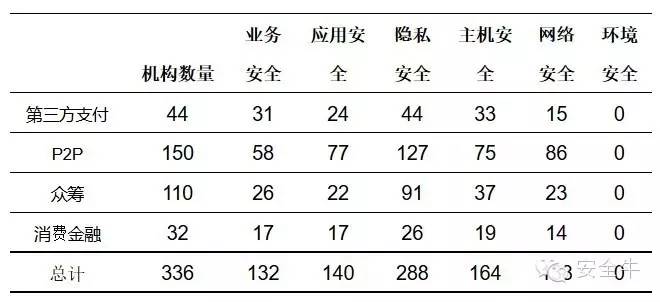 机构数量 业务安全 应用安全 隐私安全 主机安全 网络安全 环境安全
第三方支付 44 31 24 44 33 15 0
P2P 150 58 77 127 75 86 0
众筹 110 26 22 91 37 23 0
消费金融 32 17 17 26 19 14 0
总计 336 132 140 288 164 0
安全牛